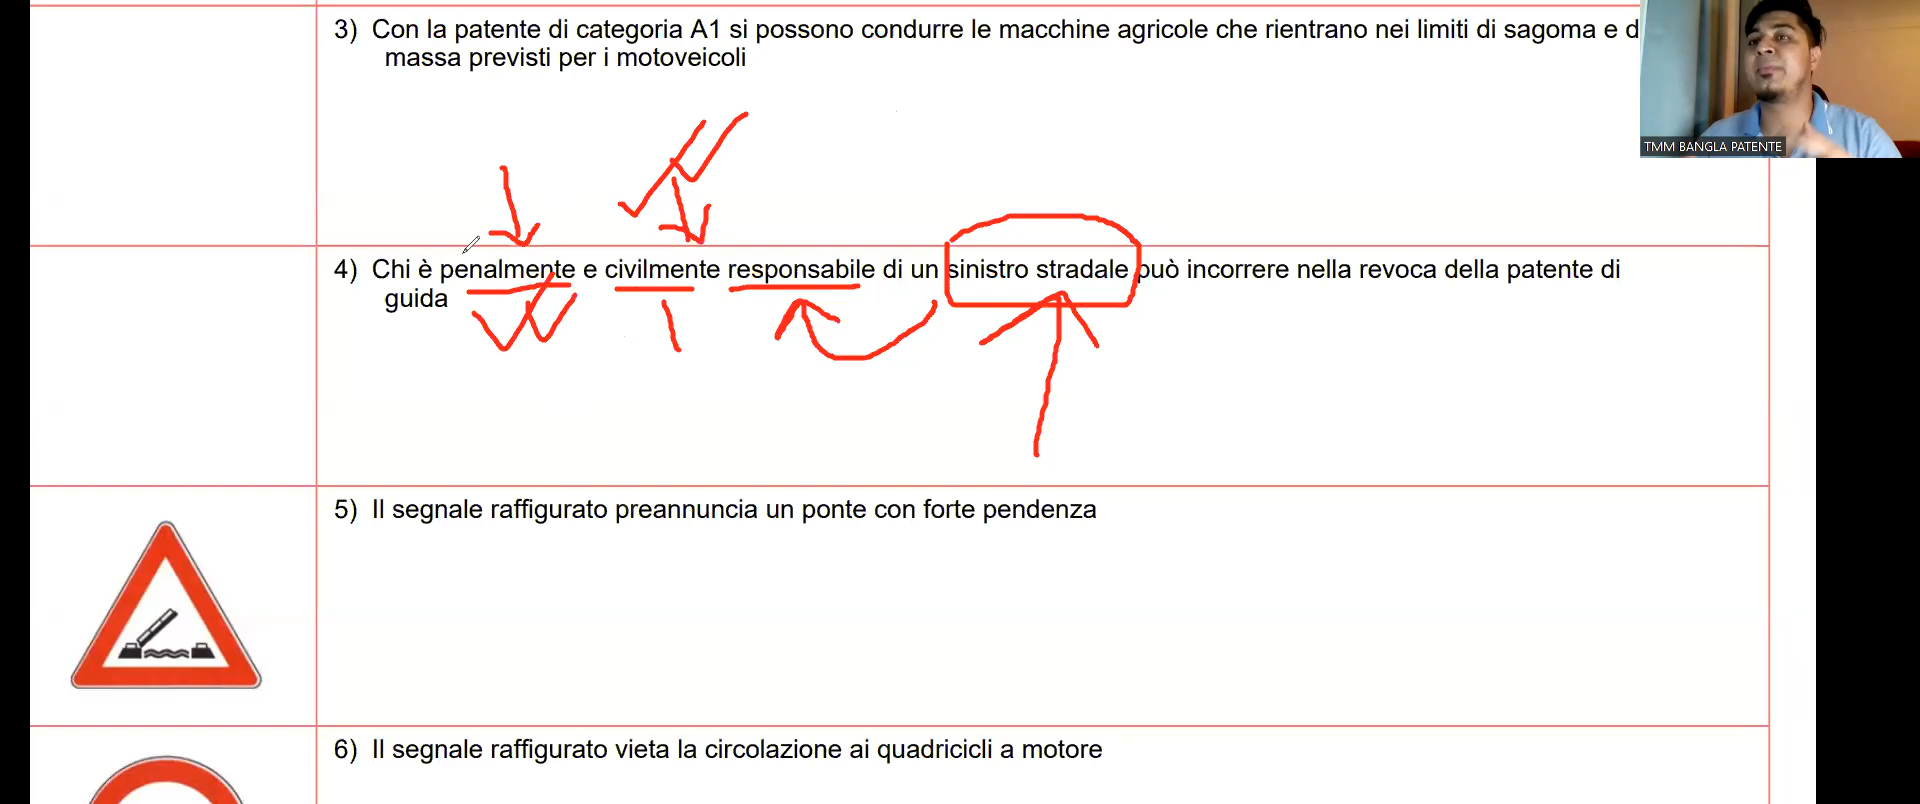 3) Con la patente di categoria A1 si possono condurre le macchine agricole che rientrano nei limiti di sagoma e d
massa previsti per i motoveicoli
TMM BANGLA PATENTE
4) Chi è penalmente e civilmente responsabile di un sinistro stradale può incorrere nella revoca della patente di
guida
5) Il segnale raffigurato preannuncia un ponte con forte pendenza
6) Il segnale raffigurato vieta la circolazione ai quadricicli a motore